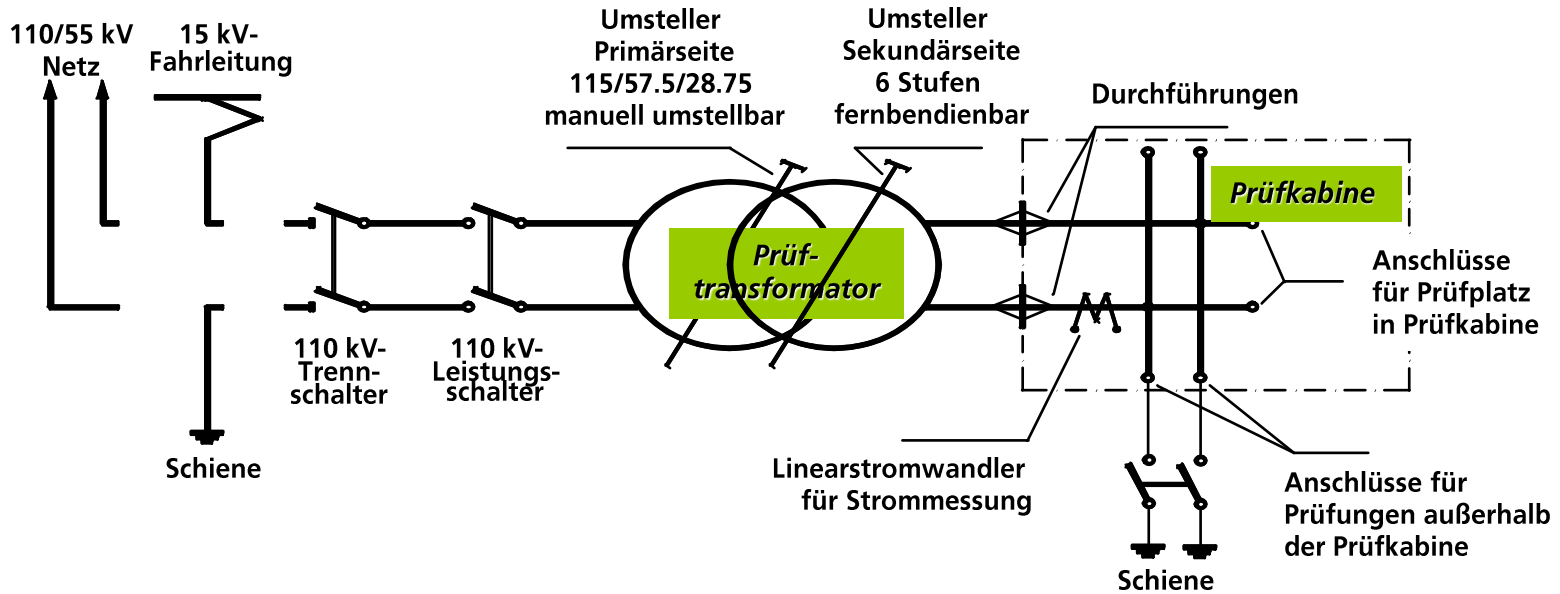 110/55 kV
Netz
15 kV-
Fahrleitung
Umsteller
Primärseite
115/57.5/28.75
manuell umstellbar
Umsteller
Sekundärseite
6 Stufen
fernbendienbar
Durchführungen
Prüfkabine
Prüf-
transformator
Anschlüsse
für Prüfplatz
in Prüfkabine
110 kV-
Trenn-
schalter
110 kV-
Leistungs-
schalter
Schiene
Linearstromwandler
für Strommessung
Anschlüsse für
Prüfungen außerhalb
der Prüfkabine
Schiene